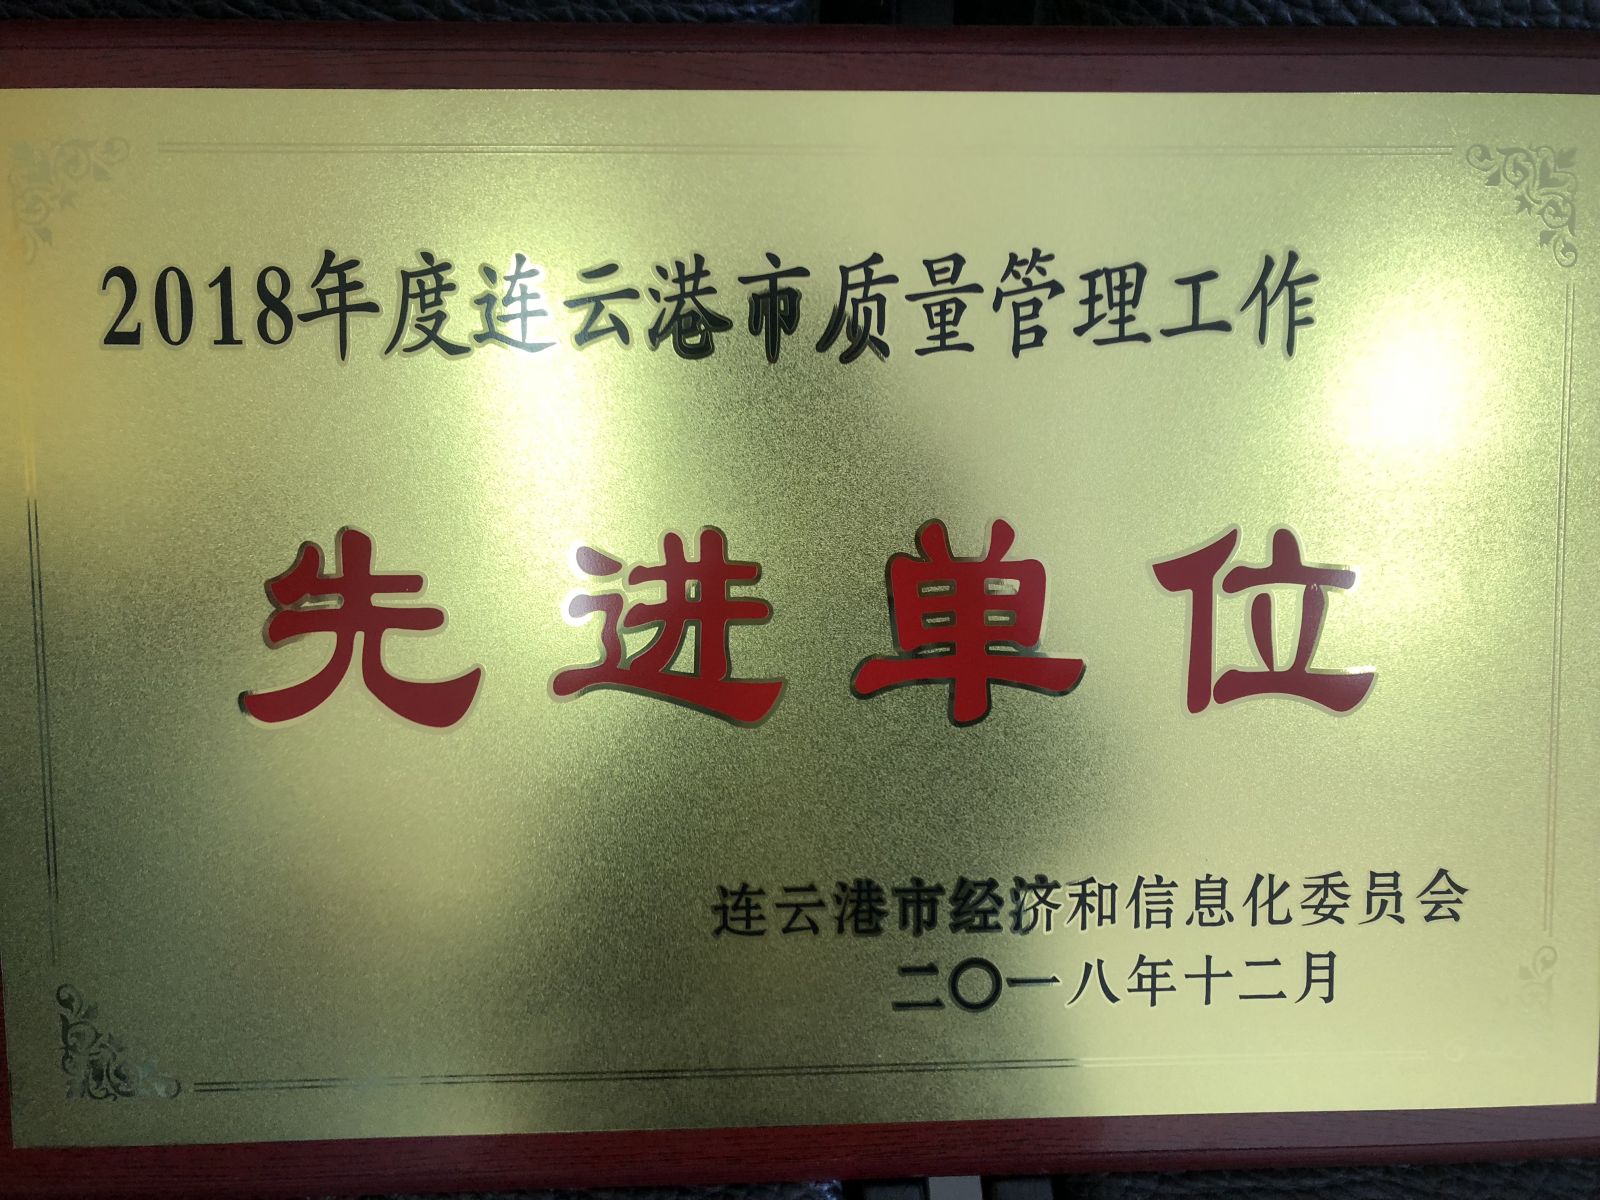 2018年度连云港市质量管理工作
先进单位
连云港市经济和信息化委员会
二〇一八年十二月